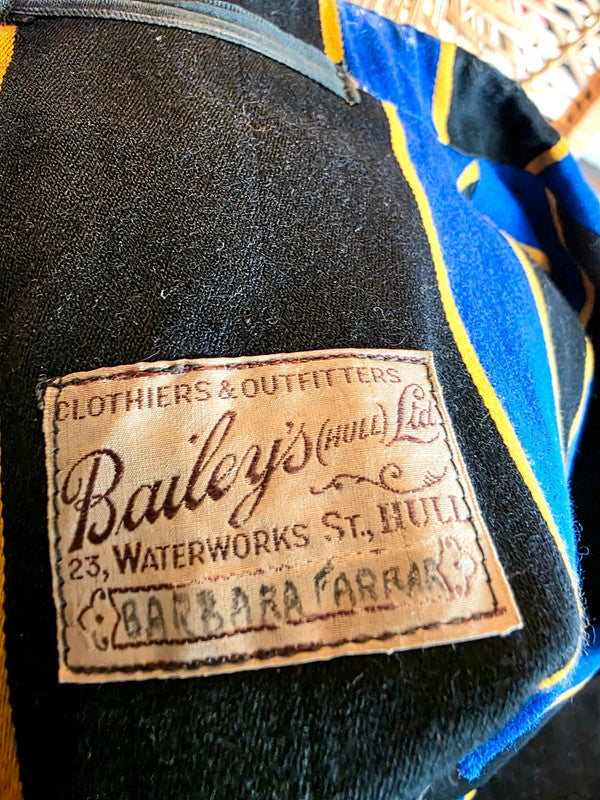 CLOTHIERS & OUTFITTERS
Bailey's (HULL) Ltd
23, WATERWORKS ST., HULL
BARBARA FARRAR